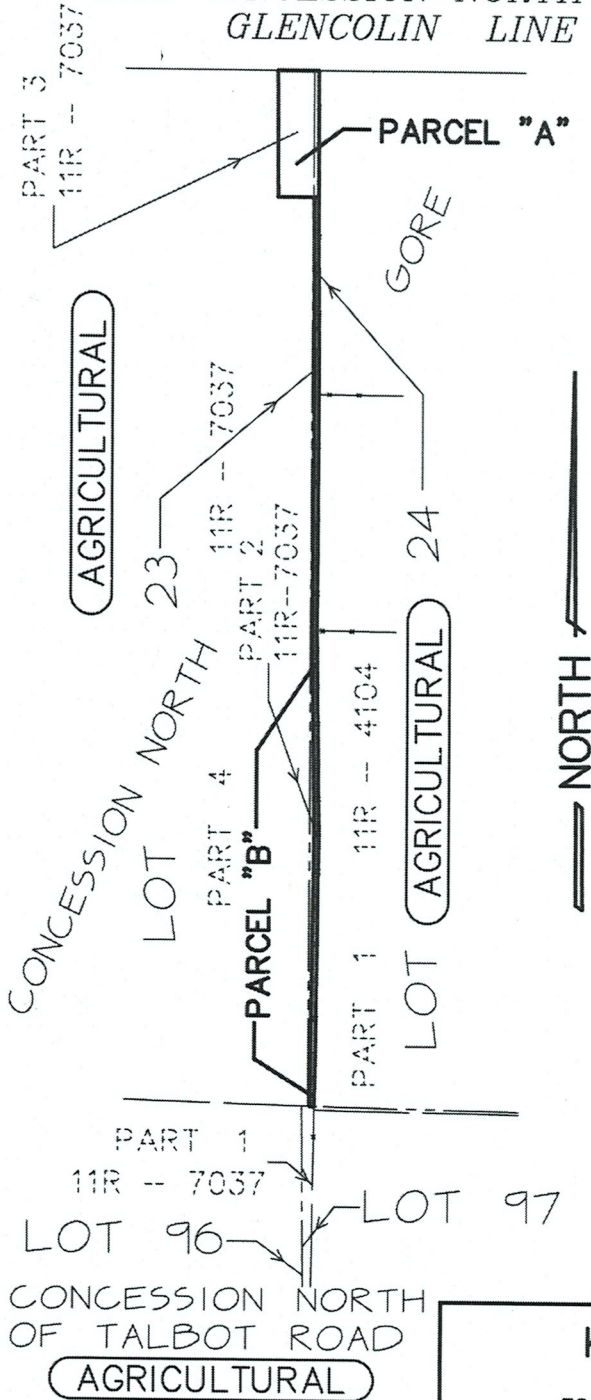 GLENCOLIN LINE
PART 3
11R -- 7037
PARCEL "A"
GORE
AGRICULTURAL
11R -- 7037
23
PART 2
11R--7037
24
CONCESSION NORTH
LOT
PART 4
PARCEL "B"
11R -- 4104
PART 1
AGRICULTURAL
LOT
NORTH
PART 1
11R -- 7037
LOT 96
LOT 97
CONCESSION NORTH
OF TALBOT ROAD
AGRICULTURAL